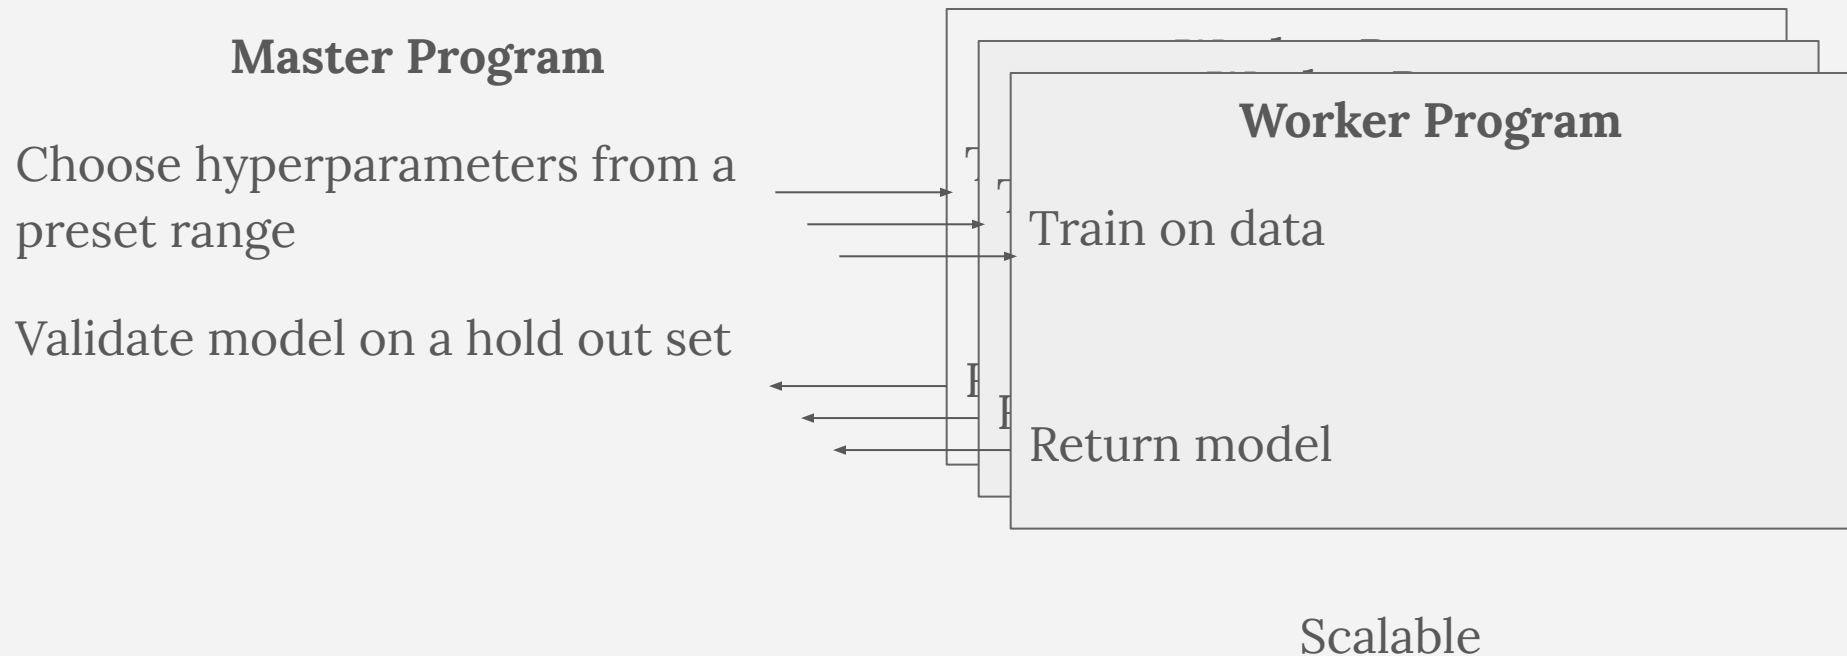 Master Program
Choose hyperparameters from a
preset range
Validate model on a hold out set
Worker Program
Train on data
Return model
Scalable